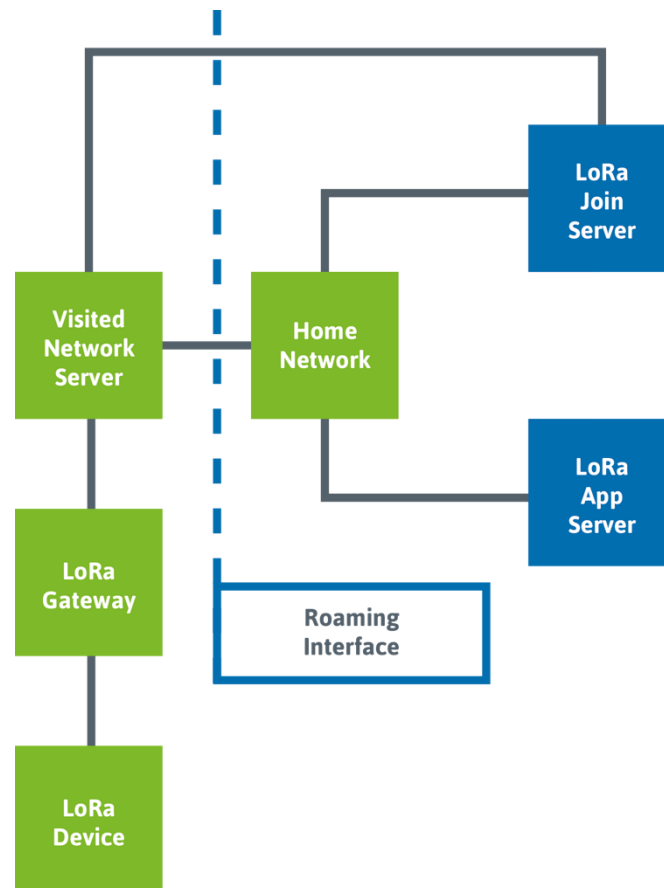 LoRa
Join
Server
Visited
Network
Server
Home
Network
LoRa
App
Server
LoRa
Gateway
Roaming
Interface
LoRa
Device